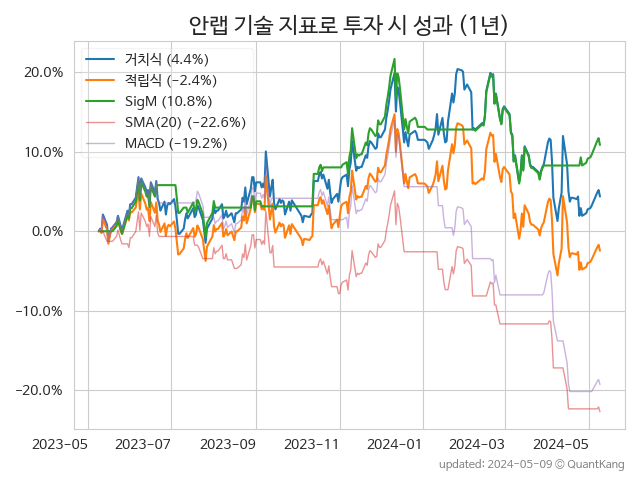 안랩 기술 지표로 투자 시 성과 (1년)
거치식 (4.4%)
적립식 (−2.4%)
SigM (10.8%)
SMA(20) (−22.6%)
MACD (−19.2%)
20.0%
10.0%
0.0%
−10.0%
−20.0%
2023−05 2023−07 2023−09 2023−11 2024−01 2024−03 2024−05
updated: 2024-05-09 ⓒ QuantKang